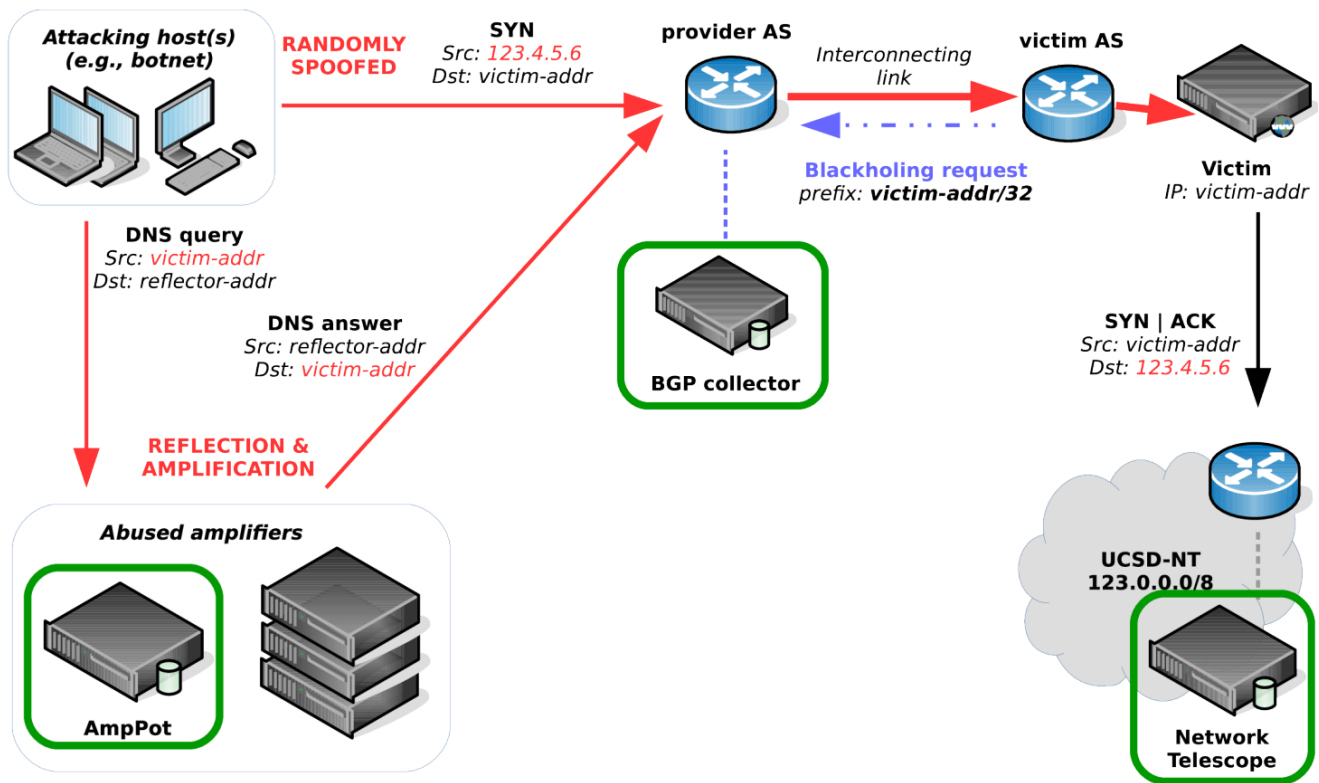 Attacking host(s)
(e.g., botnet)
RANDOMLY
SPOOFED
SYN
Src: 123.4.5.6
Dst: victim-addr
provider AS
Interconnecting
link
victim AS
Blackholing request
prefix: victim-addr/32
Victim
IP: victim-addr
DNS query
Src: victim-addr
Dst: reflector-addr
DNS answer
Src: reflector-addr
Dst: victim-addr
BGP collector
SYN | ACK
Src: victim-addr
Dst: 123.4.5.6
REFLECTION &
AMPLIFICATION
Abused amplifiers
AmpPot
UCSD-NT
123.0.0.0/8
Network
Telescope